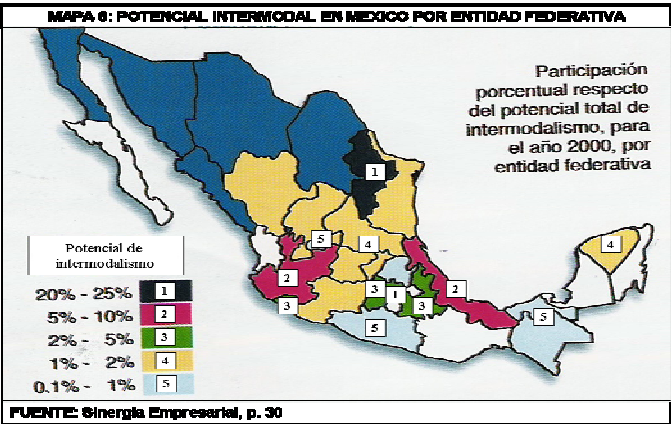 MAPA 6: POTENCIAL INTERMODAL EN MEXICO POR ENTIDAD FEDERATIVA
Participación
porcentual respecto
del potencial total de
intermodalismo, para
el año 2000, por
entidad federativa
1
5
4
4
2
3
1
3
2
3
5
5
Potencial de
intermodalismo
20% - 25% 1
5% - 10% 2
2% - 5% 3
1% - 2% 4
0.1% - 1% 5
FUENTE: Sinergia Empresarial, p. 30